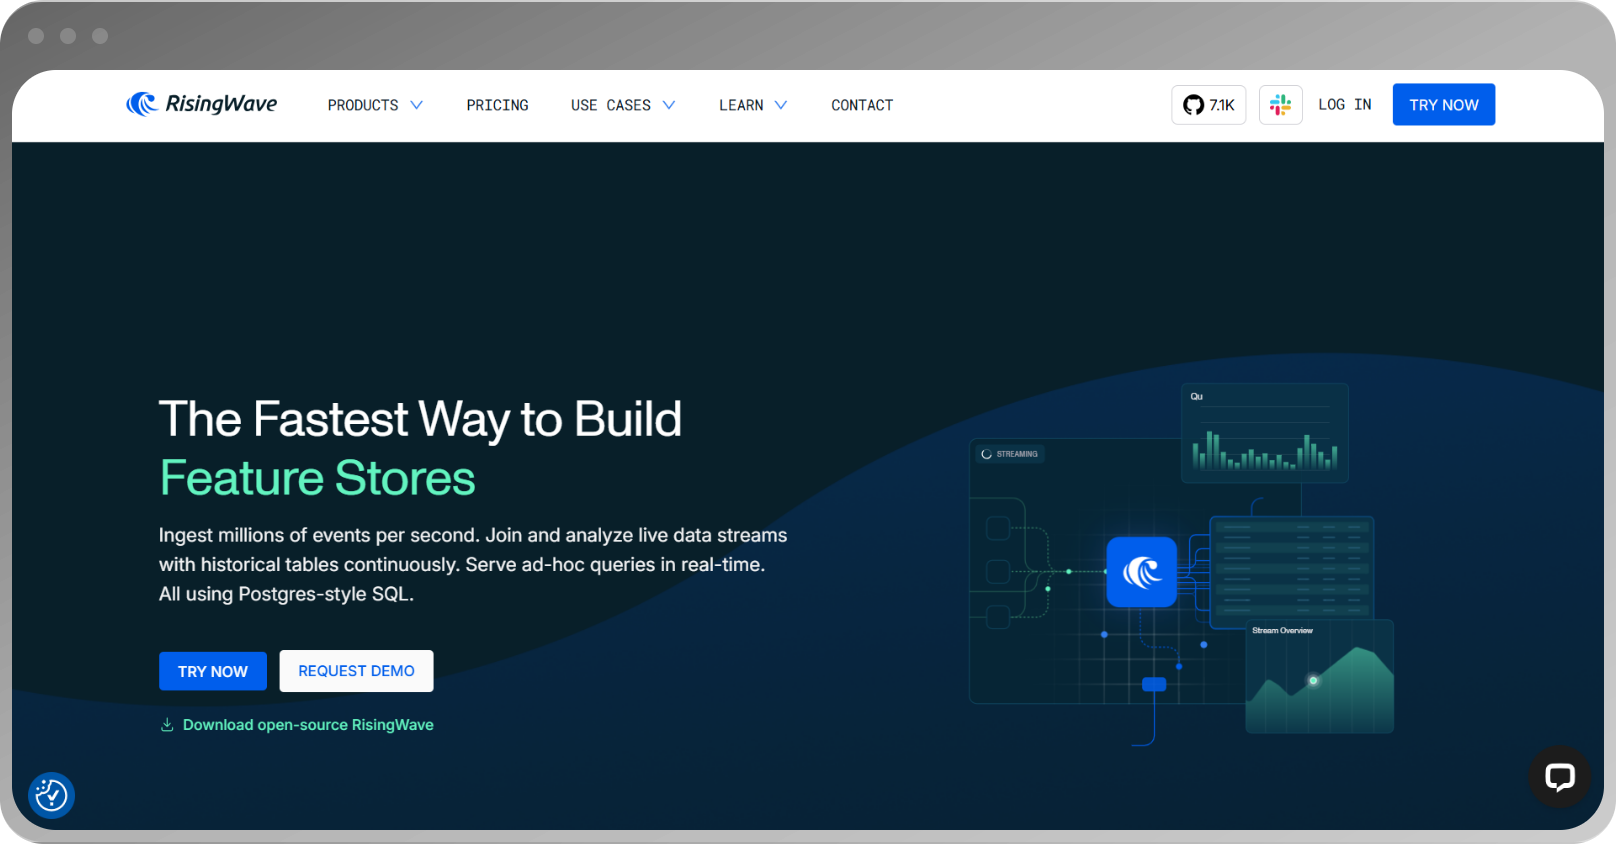 RisingWave
PRODUCTS
PRICING
USE CASES
LEARN
CONTACT
7.1K
LOG IN
TRY NOW
The Fastest Way to Build
Feature Stores
Ingest millions of events per second. Join and analyze live data streams
with historical tables continuously. Serve ad-hoc queries in real-time.
All using Postgres-style SQL.
TRY NOW
REQUEST DEMO
Download open-source RisingWave
Qu
STREAMING
Stream Overview